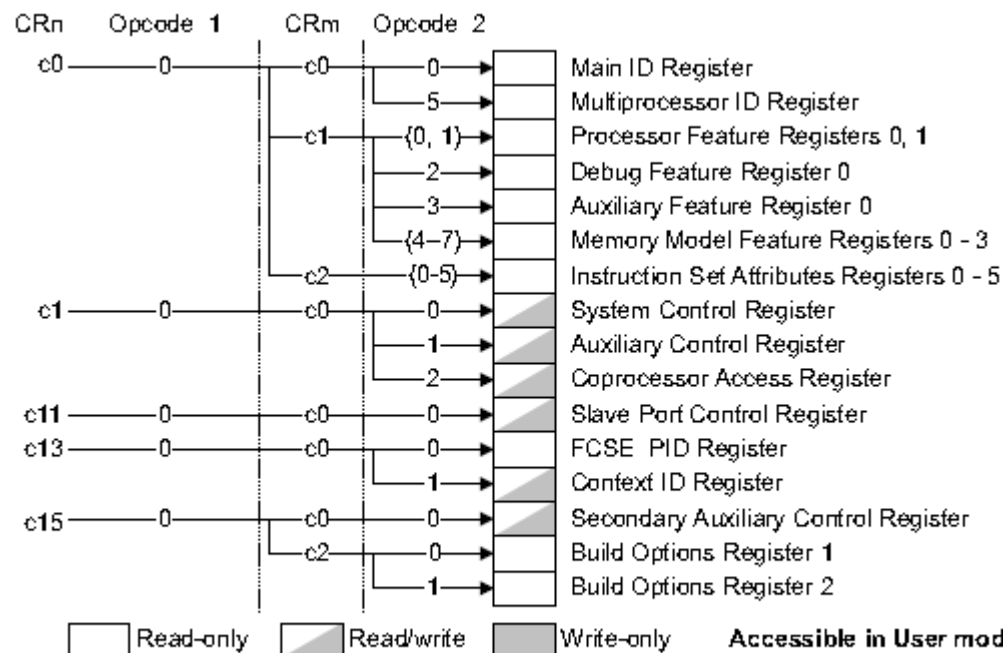 CRn Opcode 1 CRm Opcode 2
c0 0 c0 0 Main ID Register
5 Multiprocessor ID Register
c1 {0, 1} Processor Feature Registers 0, 1
2 Debug Feature Register 0
3 Auxiliary Feature Register 0
{4–7} Memory Model Feature Registers 0 - 3
c2 {0-5} Instruction Set Attributes Registers 0 - 5
c1 0 c0 0 System Control Register
1 Auxiliary Control Register
2 Coprocessor Access Register
c11 0 c0 0 Slave Port Control Register
c13 0 c0 0 FCSE PID Register
1 Context ID Register
c15 0 c0 0 Secondary Auxiliary Control Register
c2 0 Build Options Register 1
1 Build Options Register 2
Read-only Read/write Write-only Accessible in User mod